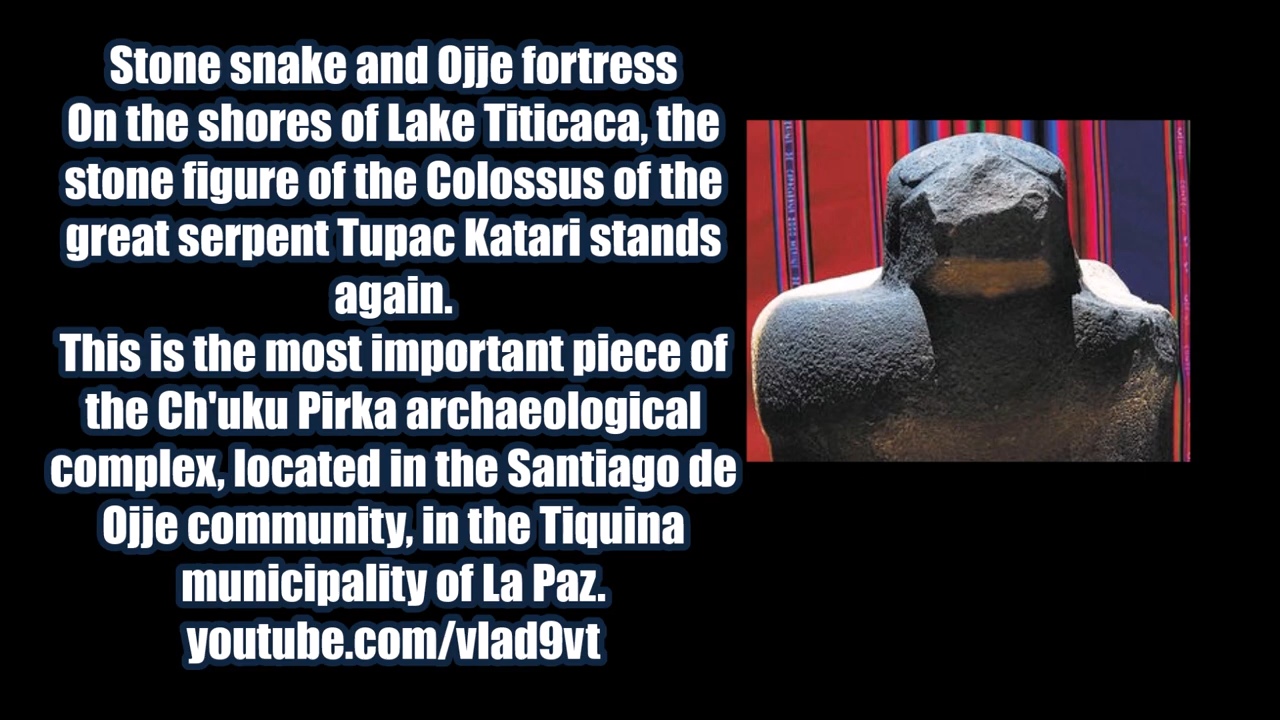 Stone snake and Ojje fortress
On the shores of Lake Titicaca, the
stone figure of the Colossus of the
great serpent Tupac Katari stands
again.
This is the most important piece of
the Ch'uku Pirka archaeological
complex, located in the Santiago de
Ojje community, in the Tiquina
municipality of La Paz.
youtube.com/vlad9vt